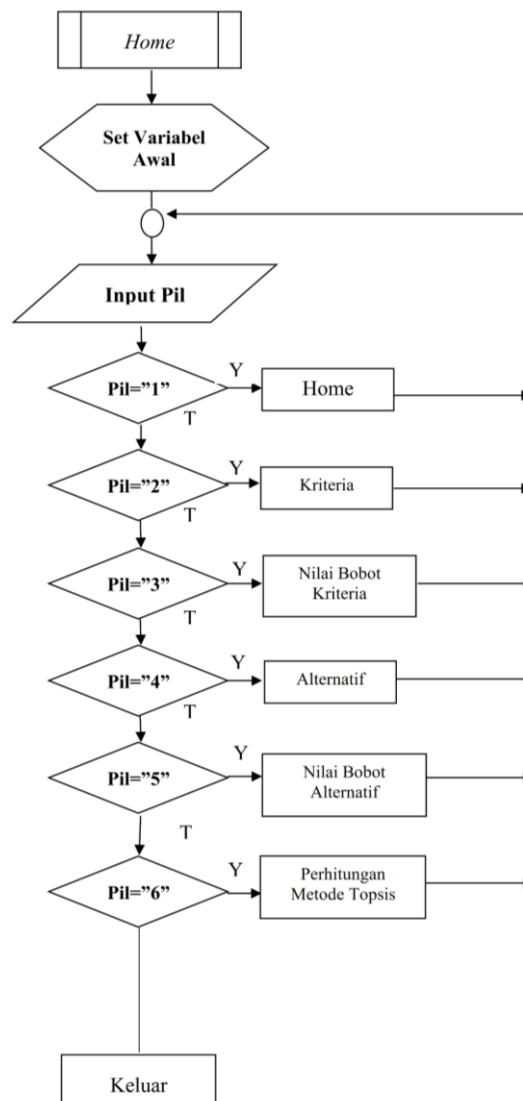 Home
Set Variabel
Awal
Input Pil
Pil=”1”
Y
Home
T
Pil=”2”
Y
Kriteria
T
Pil=”3”
Y
Nilai Bobot
Kriteria
T
Pil=”4”
Y
Alternatif
T
Pil=”5”
Y
Nilai Bobot
Alternatif
T
Pil=”6”
Y
Perhitungan
Metode Topsis
Keluar